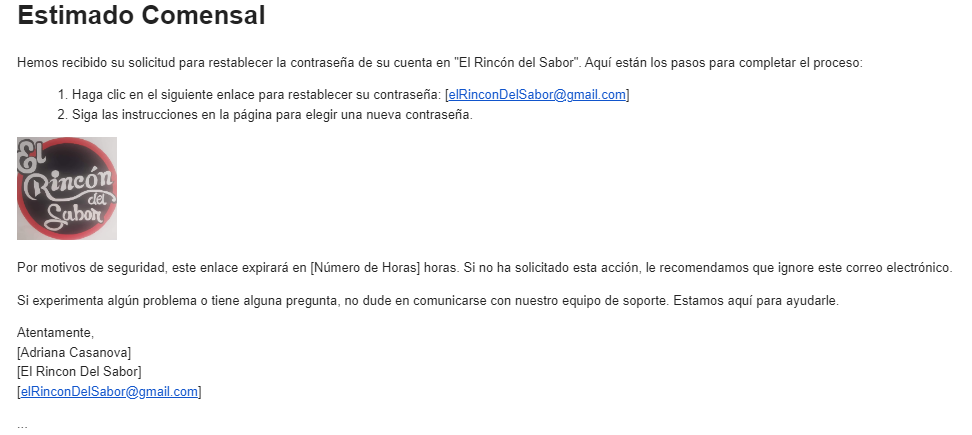 Estimado Comensal
Hemos recibido su solicitud para restablecer la contraseña de su cuenta en "El Rincón del Sabor". Aquí están los pasos para completar el proceso:
1. Haga clic en el siguiente enlace para restablecer su contraseña: [elRinconDelSabor@gmail.com]
2. Siga las instrucciones en la página para elegir una nueva contraseña.
El
Rincón
del
Sabor
Por motivos de seguridad, este enlace expirará en [Número de Horas] horas. Si no ha solicitado esta acción, le recomendamos que ignore este correo electrónico.
Si experimenta algún problema o tiene alguna pregunta, no dude en comunicarse con nuestro equipo de soporte. Estamos aquí para ayudarle.
Atentamente,
[Adriana Casanova]
[El Rincon Del Sabor]
[elRinconDelSabor@gmail.com]
...